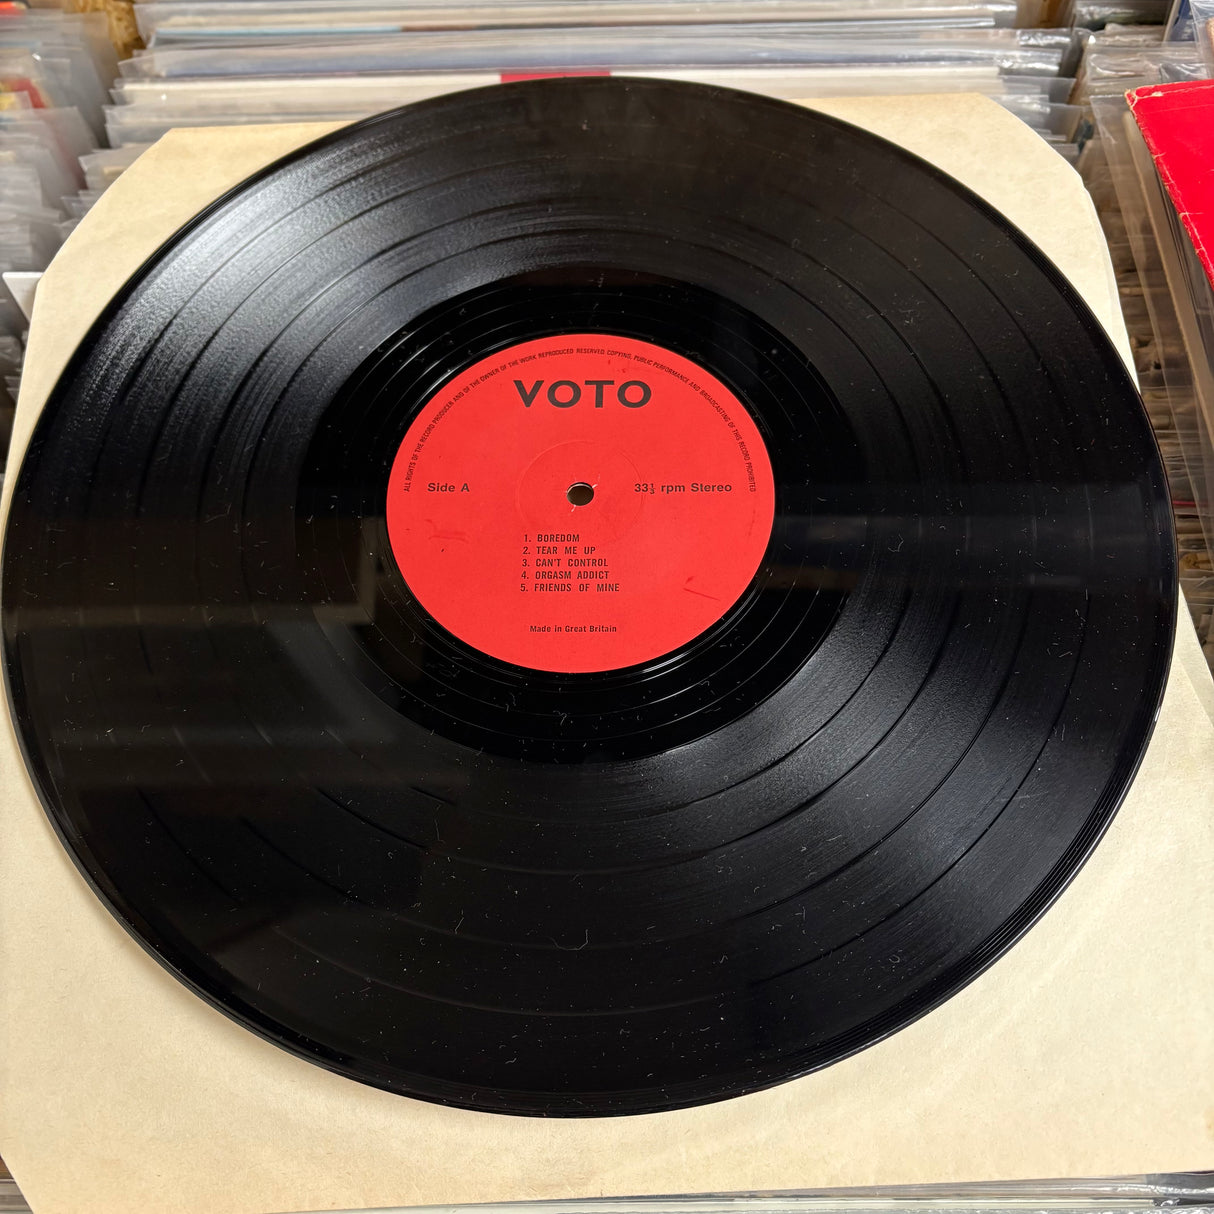 ALL RIGHTS OF THE RECORD PRODUCER AND OF THE OWNER OF THE WORK REPRODUCED RESERVED. COPYING, PUBLIC PERFORMANCE AND BROADCASTING OF THIS RECORD PROHIBITED
VOTO
Side A
33⅓ rpm Stereo
1. BOREDOM
2. TEAR ME UP
3. CAN'T CONTROL
4. ORGASM ADDICT
5. FRIENDS OF MINE
Made in Great Britain